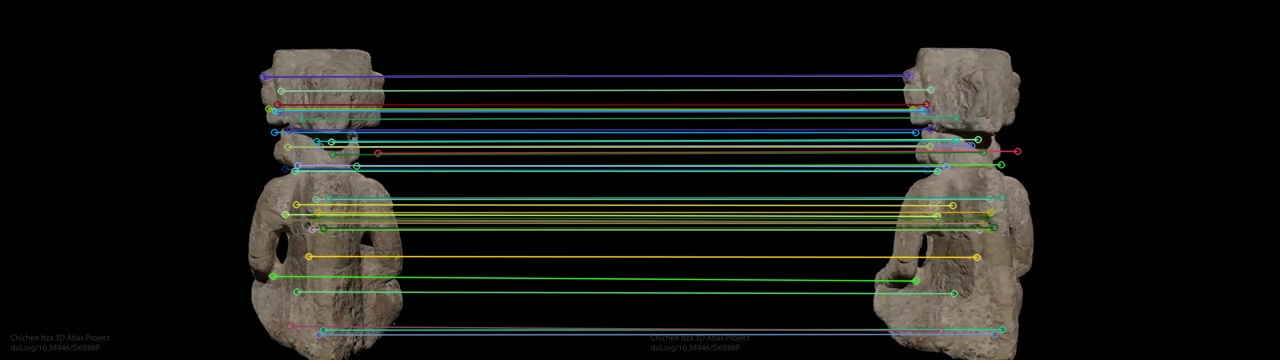 Chichen Itza 3D Atlas Project
doi.org/10.34946/D6B88P
Chichen Itza 3D Atlas Project
doi.org/10.34946/D6B88P